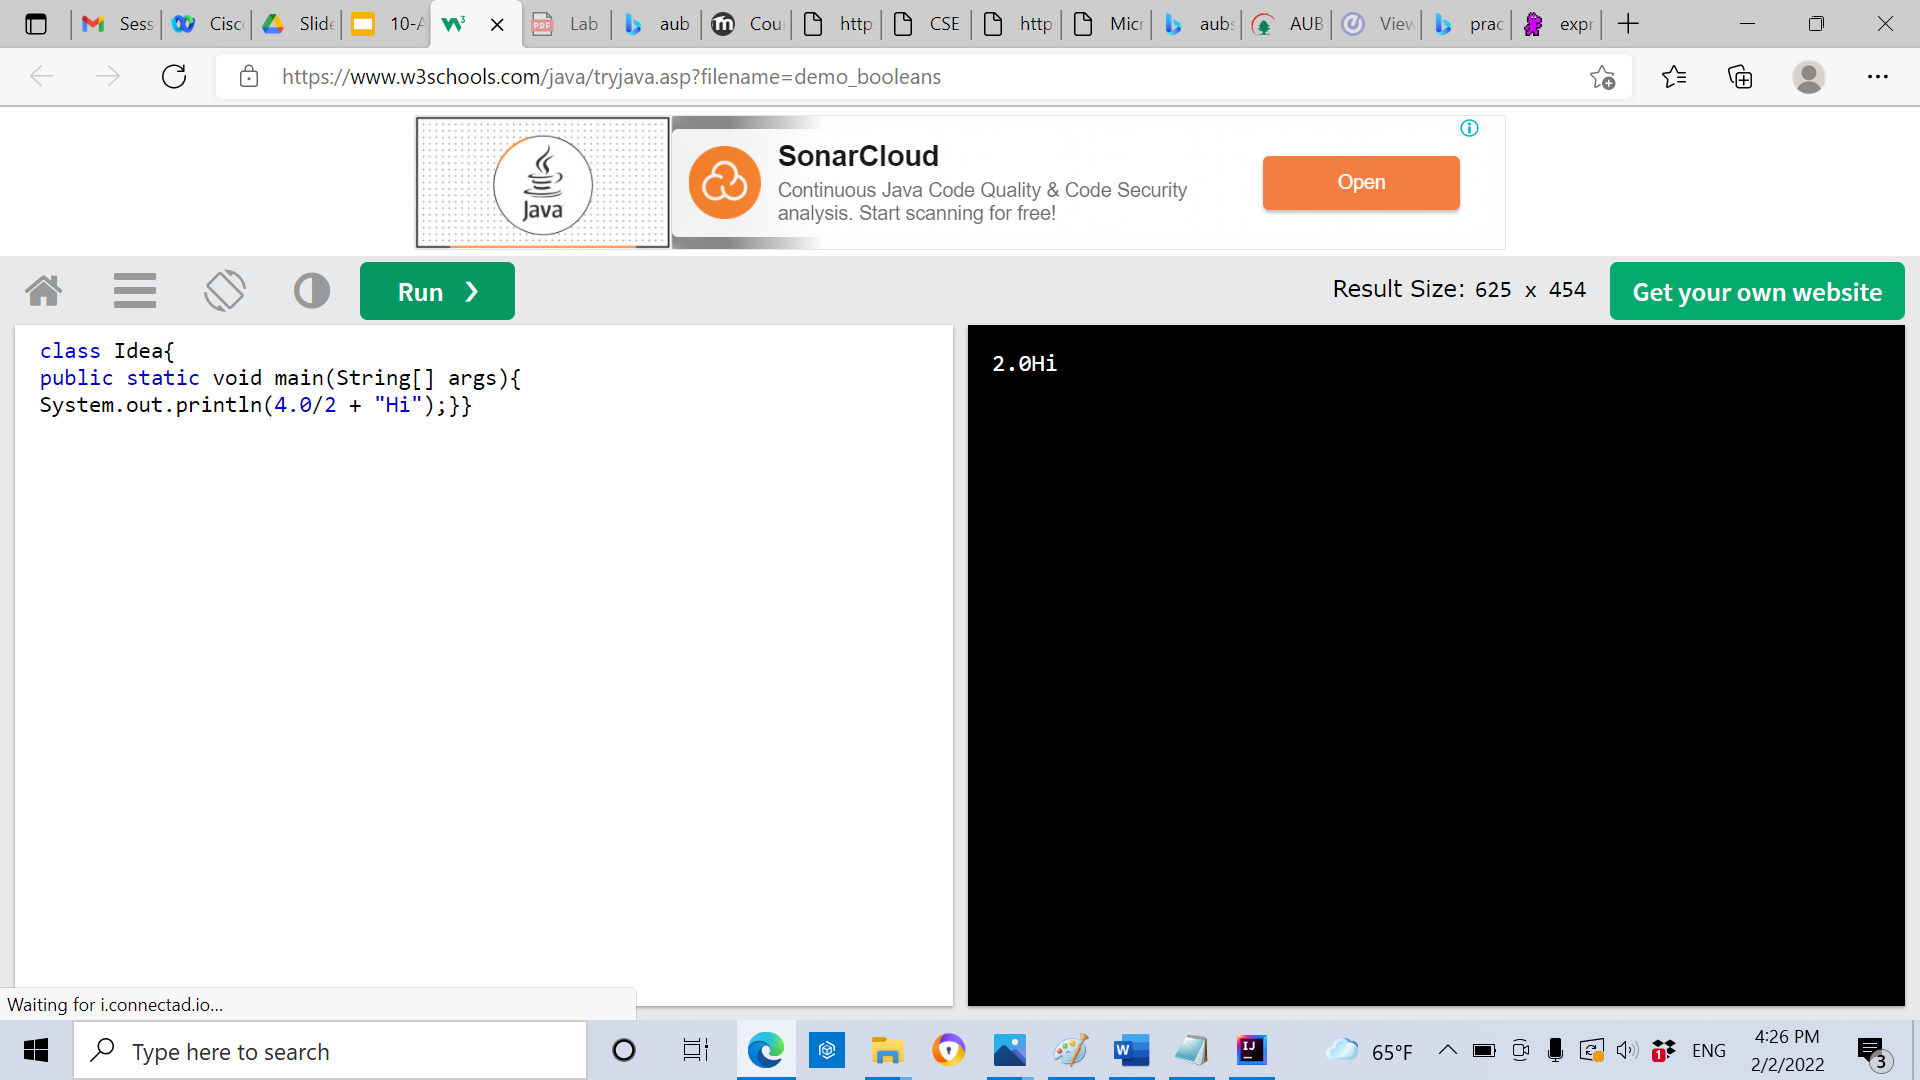 Sess
Cisc
Slide
10-A
Lab
aub
Cou
http
CSE
http
Micr
aubs
AUB
View
prac
expr
https://www.w3schools.com/java/tryjava.asp?filename=demo_booleans
Java
SonarCloud
Continuous Java Code Quality & Code Security
analysis. Start scanning for free!
Open
Run ❯
Result Size: 625 x 454
Get your own website
class Idea{
public static void main(String[] args){
System.out.println(4.0/2 + "Hi");}}
2.0Hi
Waiting for i.connectad.io...
Type here to search
65°F
1
ENG
4:26 PM
2/2/2022
3